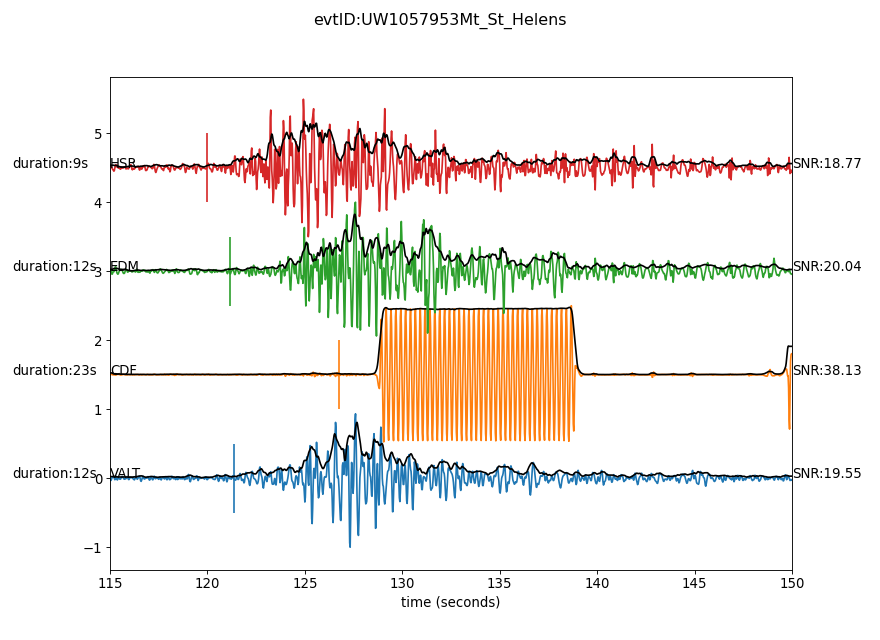 evtID:UW1057953Mt_St_Helens
5
duration:9s HSR SNR:18.77
4
duration:12s EDM SNR:20.04
3
2
duration:23s CDF SNR:38.13
1
duration:12s VALT SNR:19.55
0
−1
115 120 125 130 135 140 145 150
time (seconds)